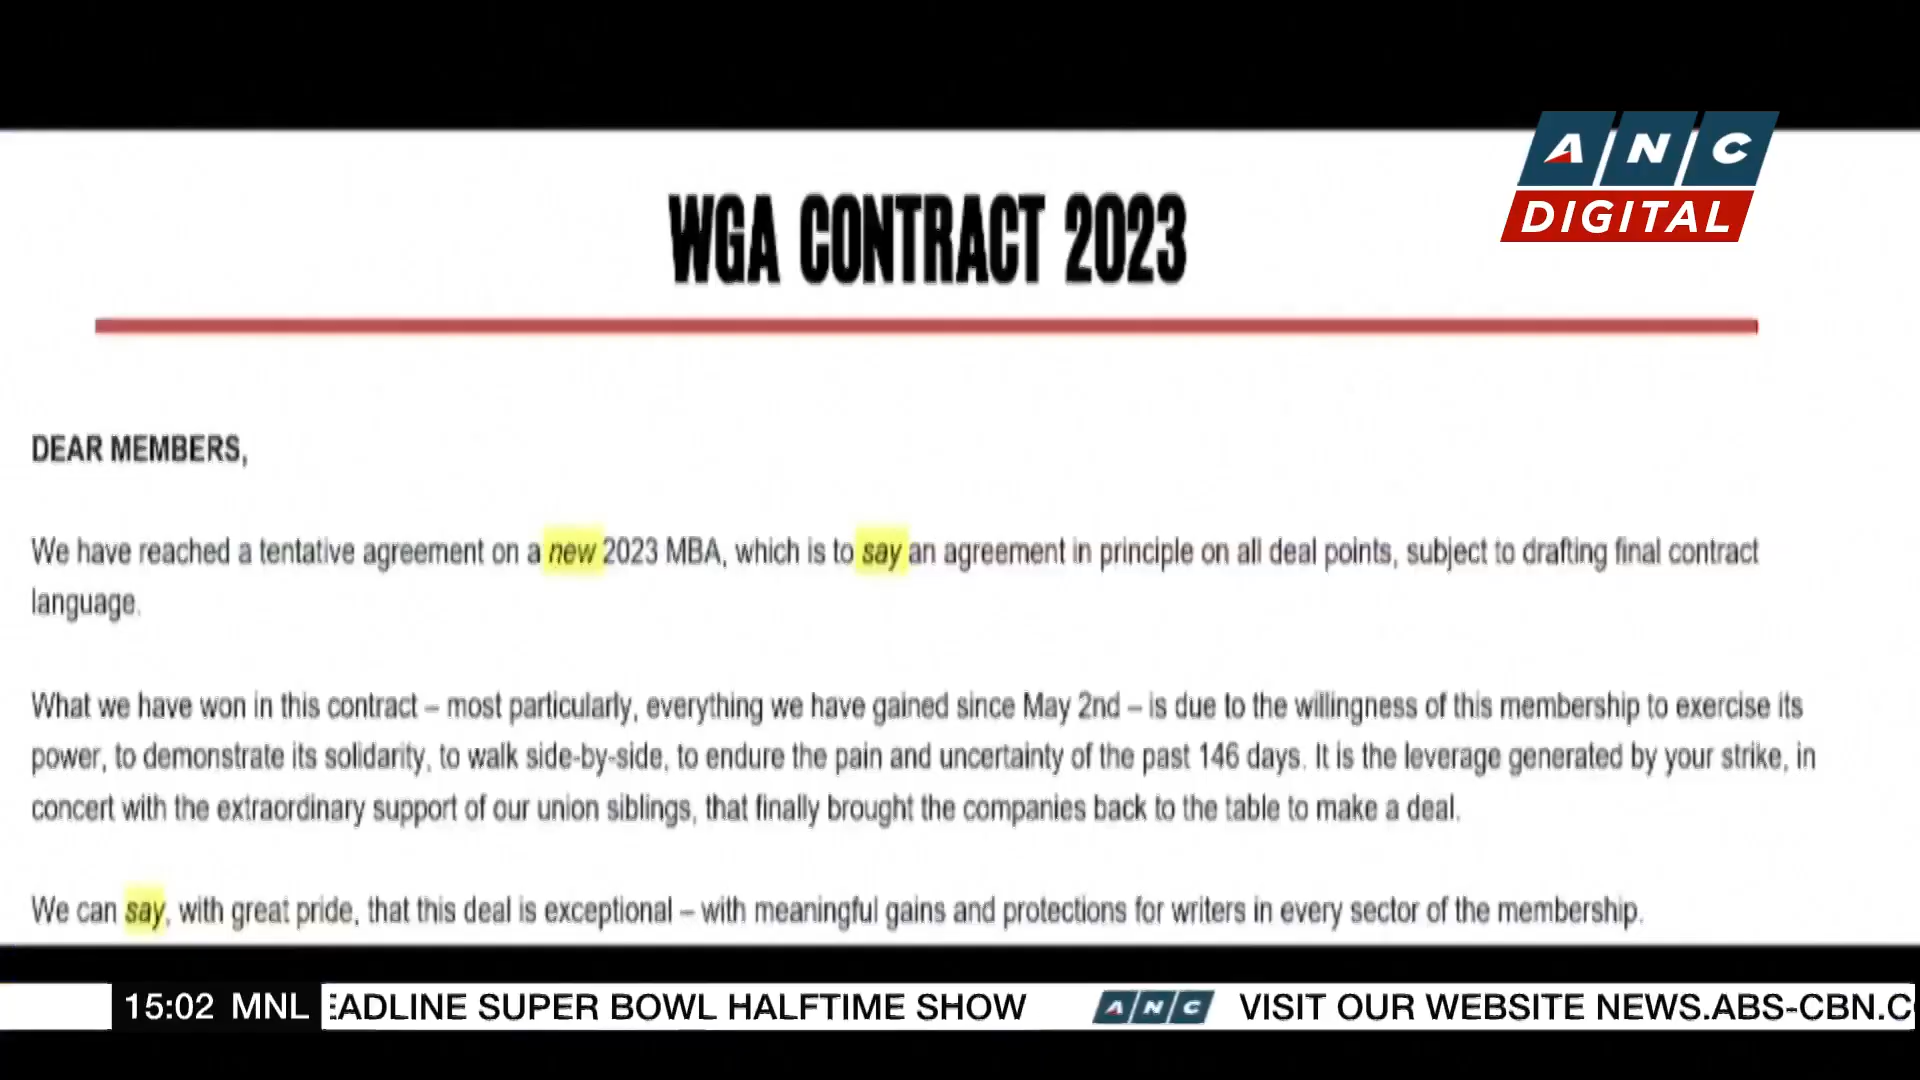 ANC
DIGITAL
WGA CONTRACT 2023
DEAR MEMBERS,
We have reached a tentative agreement on a new 2023 MBA, which is to say an agreement in principle on all deal points, subject to drafting final contract
language.
What we have won in this contract – most particularly, everything we have gained since May 2nd – is due to the willingness of this membership to exercise its
power, to demonstrate its solidarity, to walk side-by-side, to endure the pain and uncertainty of the past 146 days. It is the leverage generated by your strike, in
concert with the extraordinary support of our union siblings, that finally brought the companies back to the table to make a deal.
We can say, with great pride, that this deal is exceptional – with meaningful gains and protections for writers in every sector of the membership.
15:02 MNL EADLINE SUPER BOWL HALFTIME SHOW ANC VISIT OUR WEBSITE NEWS.ABS-CBN.C